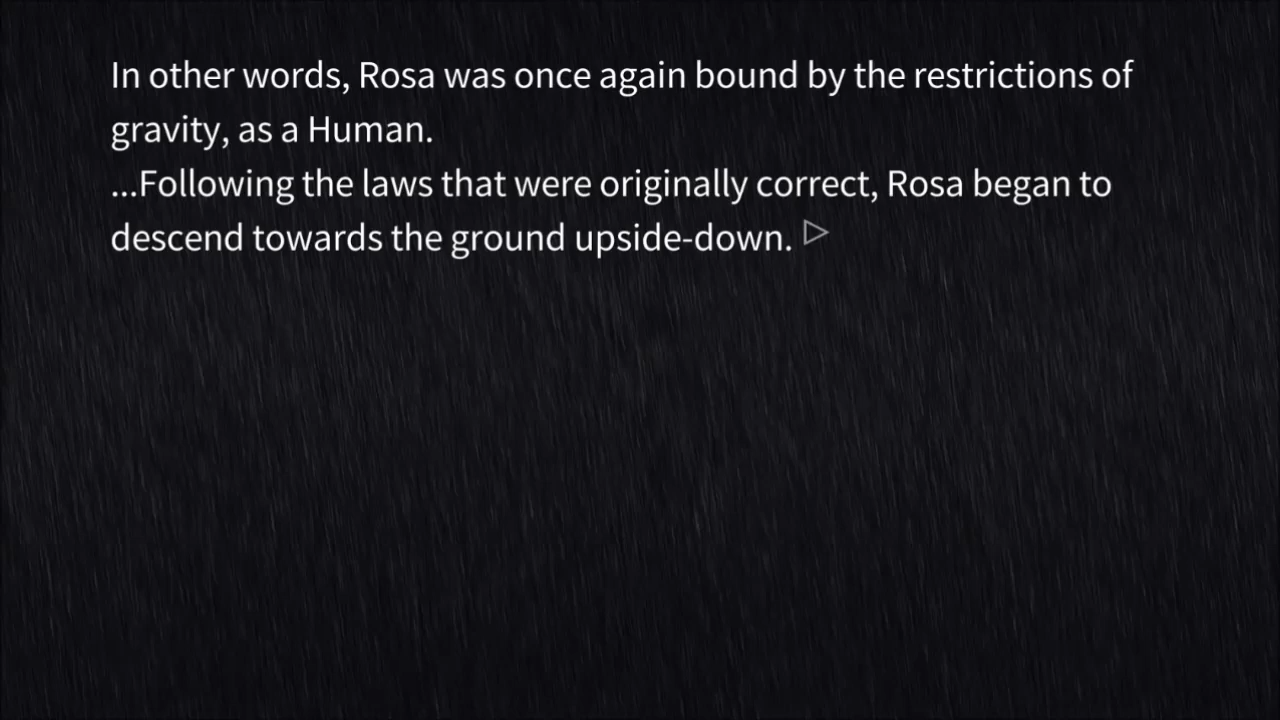 In other words, Rosa was once again bound by the restrictions of
gravity, as a Human.
...Following the laws that were originally correct, Rosa began to
descend towards the ground upside-down.